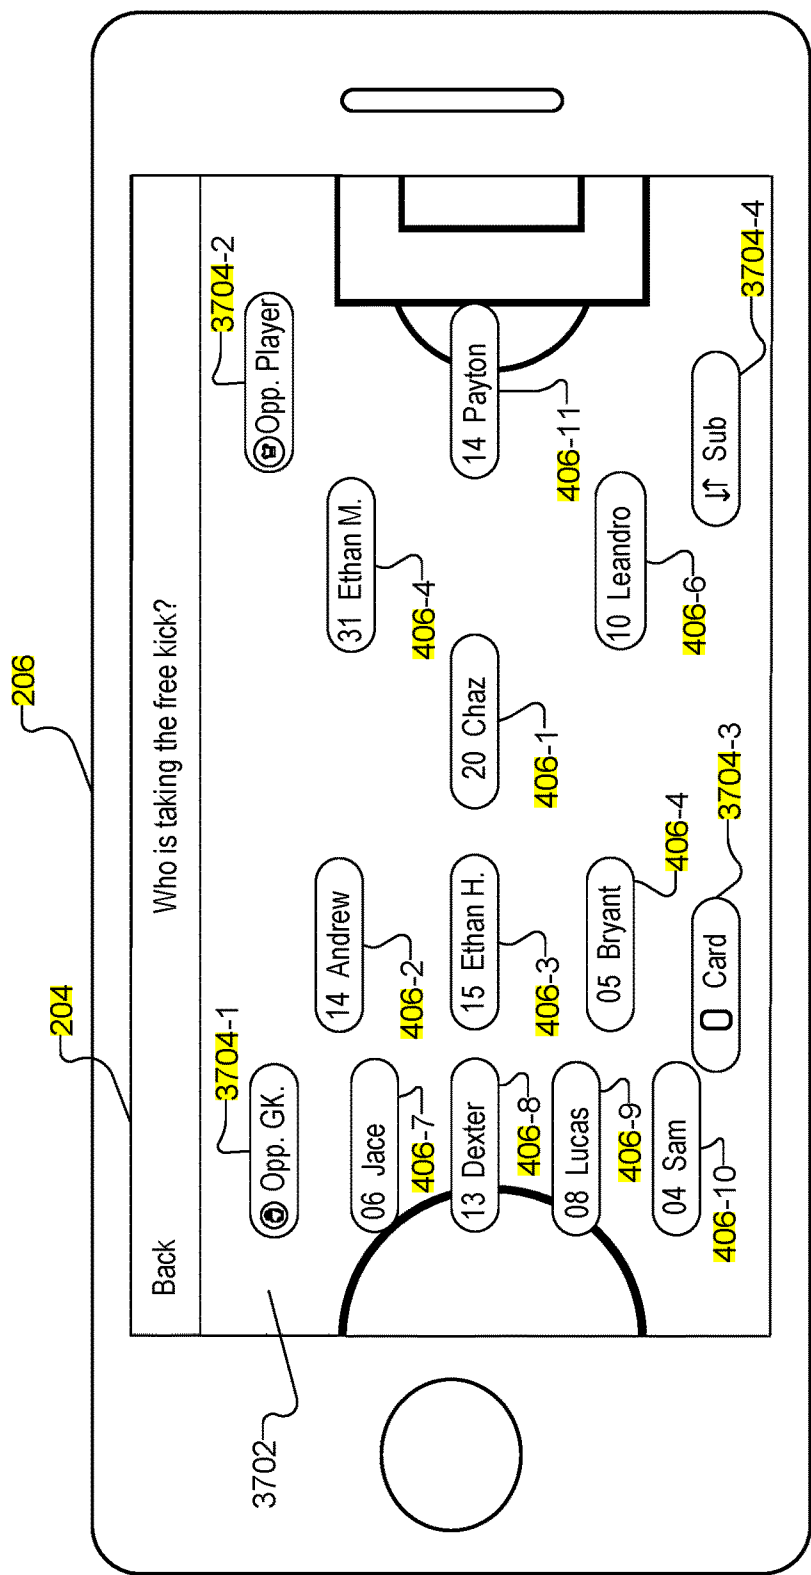 206
204
Back
Who is taking the free kick?
3704-1
3704-2
Opp. GK.
Opp. Player
3702
14 Andrew
31 Ethan M.
06 Jace
406-2
406-4
406-7
13 Dexter
15 Ethan H.
20 Chaz
14 Payton
406-8
406-3
406-1
406-11
08 Lucas
05 Bryant
10 Leandro
406-9
406-4
406-6
04 Sam
0 Card
Sub
406-10
3704-3
3704-4